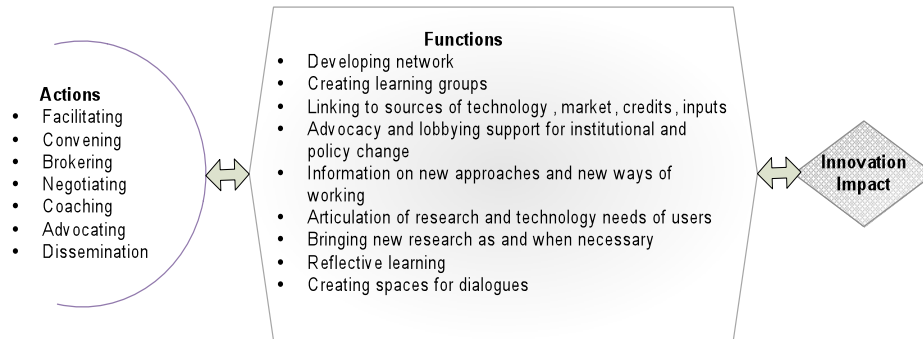 Actions
• Facilitating
• Convening
• Brokering
• Negotiating
• Coaching
• Advocating
• Dissemination
Functions
• Developing network
• Creating learning groups
• Linking to sources of technology , market , credits , inputs
• Advocacy and lobbying support for institutional and
policy change
• Information on new approaches and new ways of
working
• Articulation of research and technology needs of users
• Bringing new research as and when necessary
• Reflective learning
• Creating spaces for dialogues
Innovation
Impact